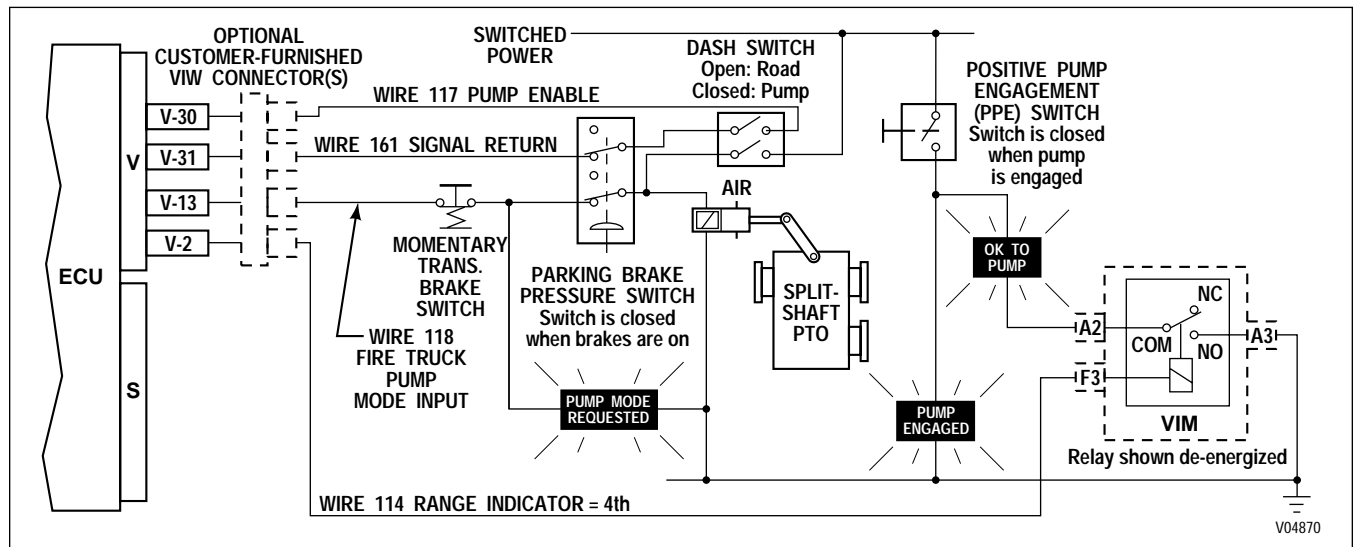 OPTIONAL
CUSTOMER-FURNISHED
VIW CONNECTOR(S)
SWITCHED
POWER
DASH SWITCH
Open: Road
Closed: Pump
POSITIVE PUMP
ENGAGEMENT
(PPE) SWITCH
Switch is closed
when pump
is engaged
WIRE 117 PUMP ENABLE
WIRE 161 SIGNAL RETURN
V-30
V-31
V-13
V-2
V
ECU
S
MOMENTARY
TRANS.
BRAKE
SWITCH
WIRE 118
FIRE TRUCK
PUMP
MODE INPUT
PARKING BRAKE
PRESSURE SWITCH
Switch is closed
when brakes are on
AIR
SPLIT-
SHAFT
PTO
PUMP MODE
REQUESTED
PUMP
ENGAGED
OK TO
PUMP
A2
F3
COM
NC
NO
A3
VIM
Relay shown de-energized
WIRE 114 RANGE INDICATOR = 4th
V04870